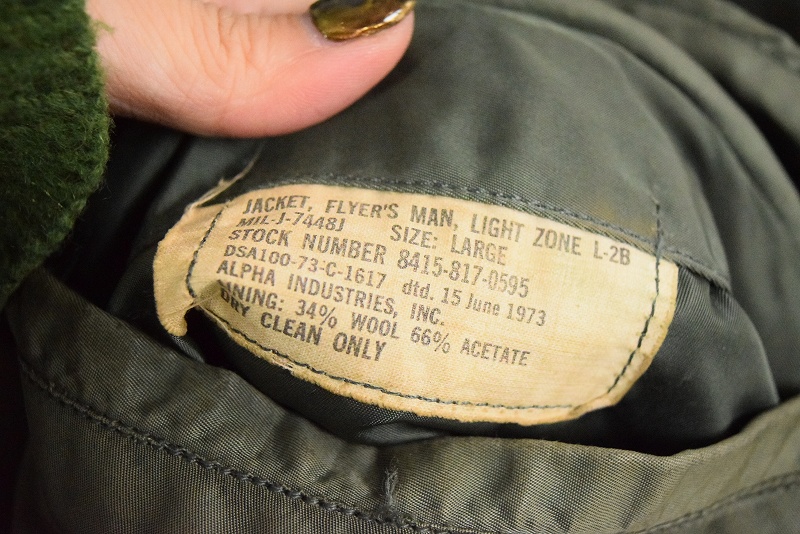 JACKET, FLYER'S MAN, LIGHT ZONE L-2B
MIL-J-7448J SIZE: LARGE
STOCK NUMBER 8415-817-0595
DSA100-73-C-1617 dtd. 15 June 1973
ALPHA INDUSTRIES, INC.
LINING: 34% WOOL 66% ACETATE
DRY CLEAN ONLY